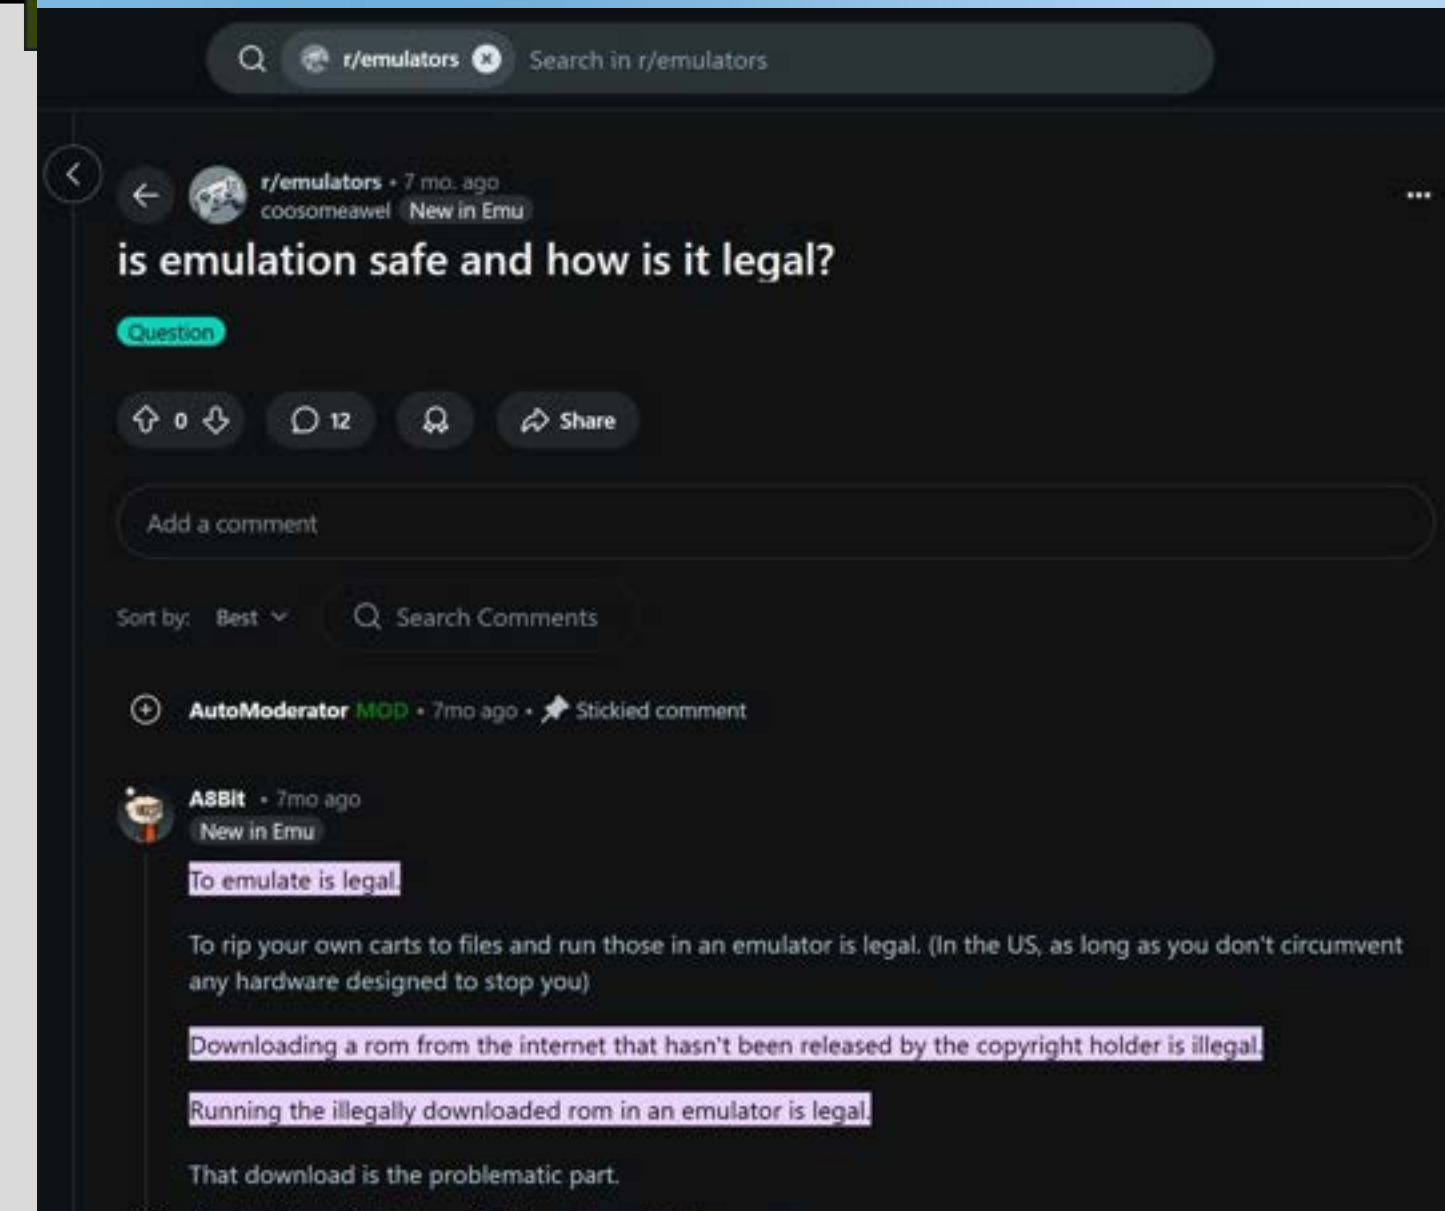 r/emulators Search in r/emulators
r/emulators • 7 mo. ago
coosomeawel New in Emu
is emulation safe and how is it legal?
Question
0 12 Share
Add a comment
Sort by: Best Search Comments
AutoModerator MOD • 7mo ago • Stickied comment
A8Bit • 7mo ago
New in Emu
To emulate is legal.
To rip your own carts to files and run those in an emulator is legal. (In the US, as long as you don't circumvent
any hardware designed to stop you)
Downloading a rom from the internet that hasn't been released by the copyright holder is illegal.
Running the illegally downloaded rom in an emulator is legal.
That download is the problematic part.